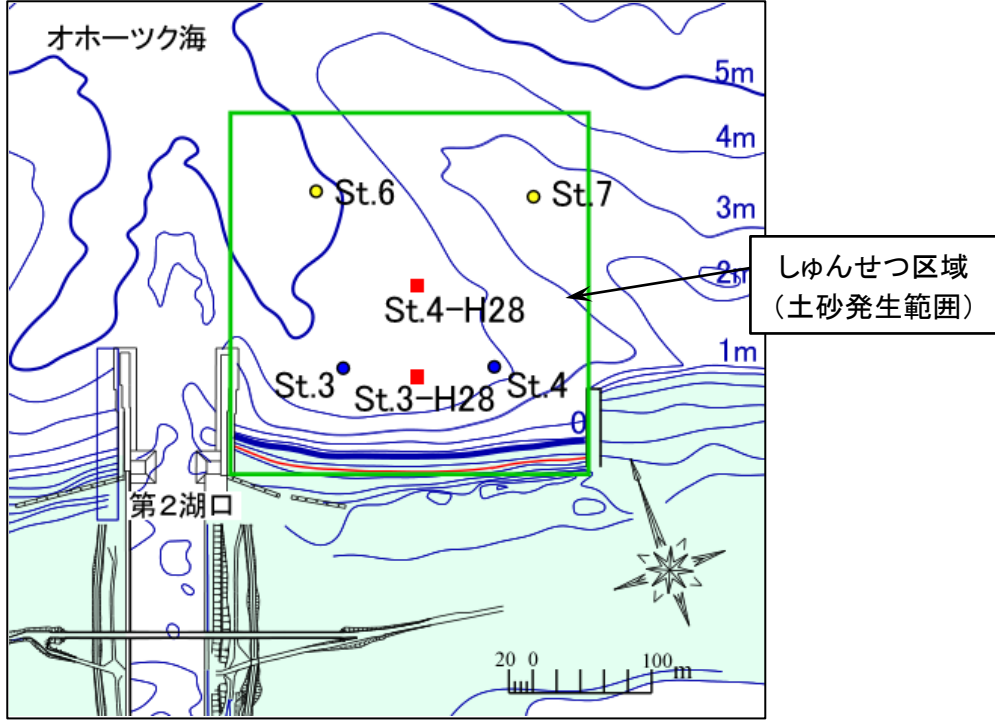 オホーツク海
5m
4m
St.6
St.7
3m
しゅんせつ区域
（土砂発生範囲）
2m
St.4-H28
1m
St.3
St.3-H28
St.4
0
第2湖口
20 0 100m